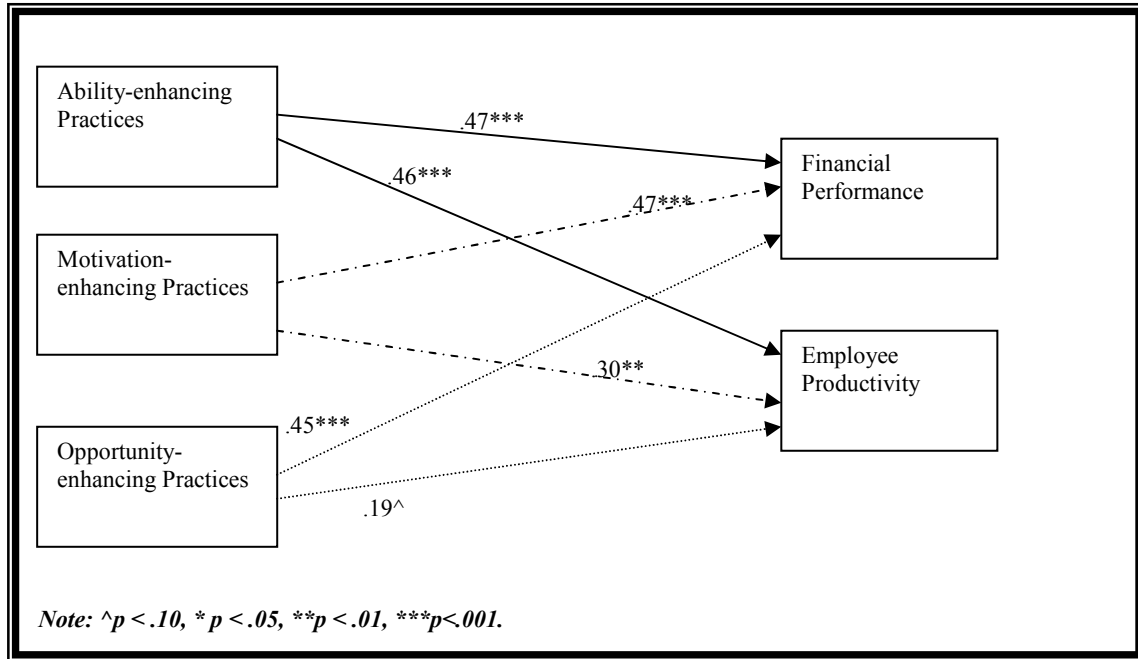 Ability-enhancing
Practices
.47***
Financial
Performance
.46***
.47***
Motivation-
enhancing Practices
Employee
Productivity
.30**
.45***
Opportunity-
enhancing Practices
.19^
Note: ^p < .10, * p < .05, **p < .01, ***p<.001.